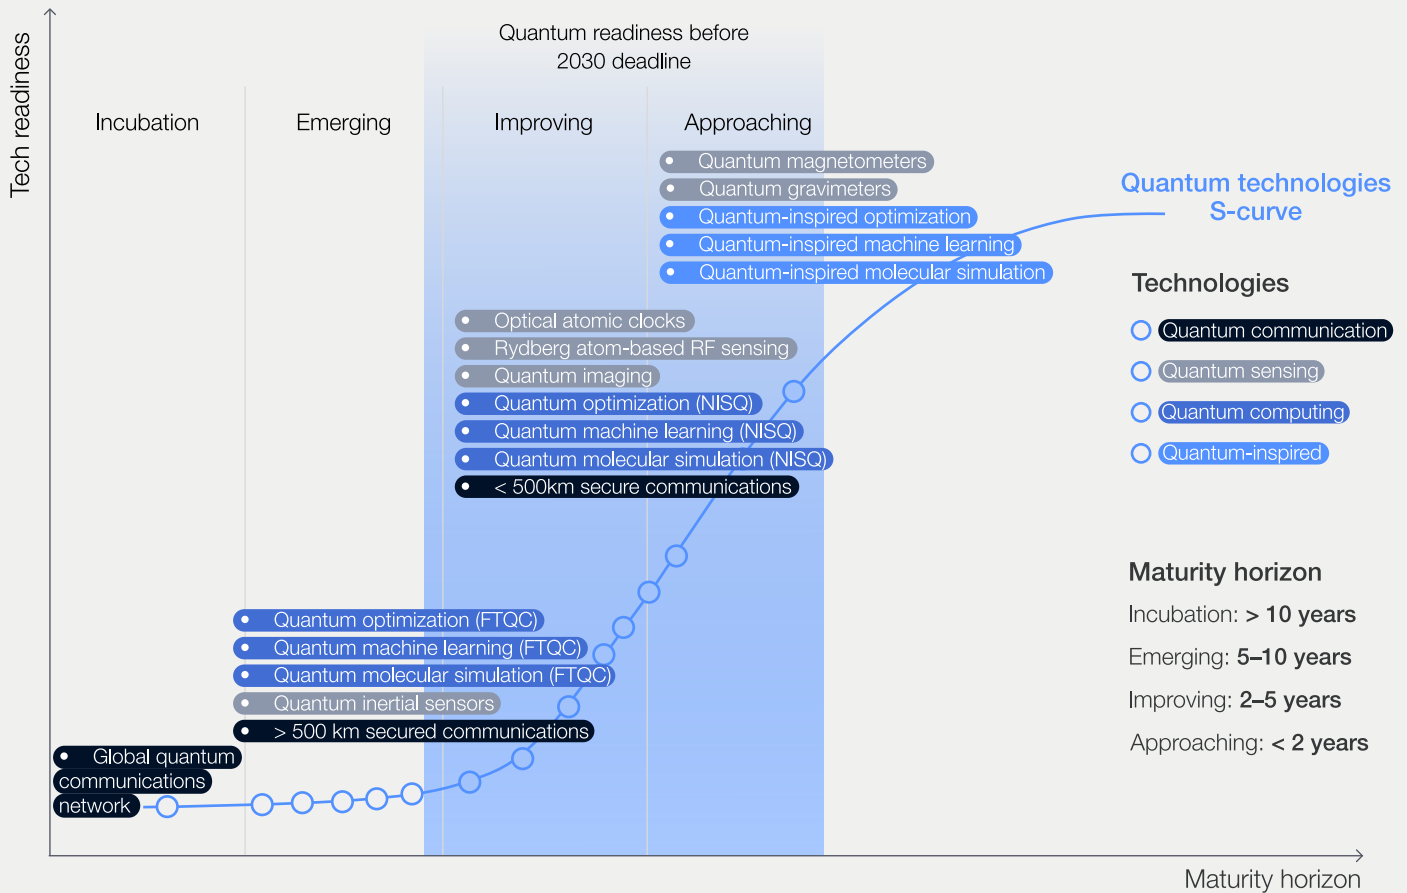 Tech readiness
Quantum readiness before
2030 deadline
Incubation
Emerging
Improving
Approaching
• Quantum magnetometers
• Quantum gravimeters
• Quantum-inspired optimization
• Quantum-inspired machine learning
• Quantum-inspired molecular simulation
Quantum technologies
S-curve
• Optical atomic clocks
• Rydberg atom-based RF sensing
• Quantum imaging
• Quantum optimization (NISQ)
• Quantum machine learning (NISQ)
• Quantum molecular simulation (NISQ)
• < 500km secure communications
Technologies
Quantum communication
Quantum sensing
Quantum computing
Quantum-inspired
• Quantum optimization (FTQC)
• Quantum machine learning (FTQC)
• Quantum molecular simulation (FTQC)
• Quantum inertial sensors
• > 500 km secured communications
• Global quantum
communications
network
Maturity horizon
Incubation: > 10 years
Emerging: 5–10 years
Improving: 2–5 years
Approaching: < 2 years
Maturity horizon